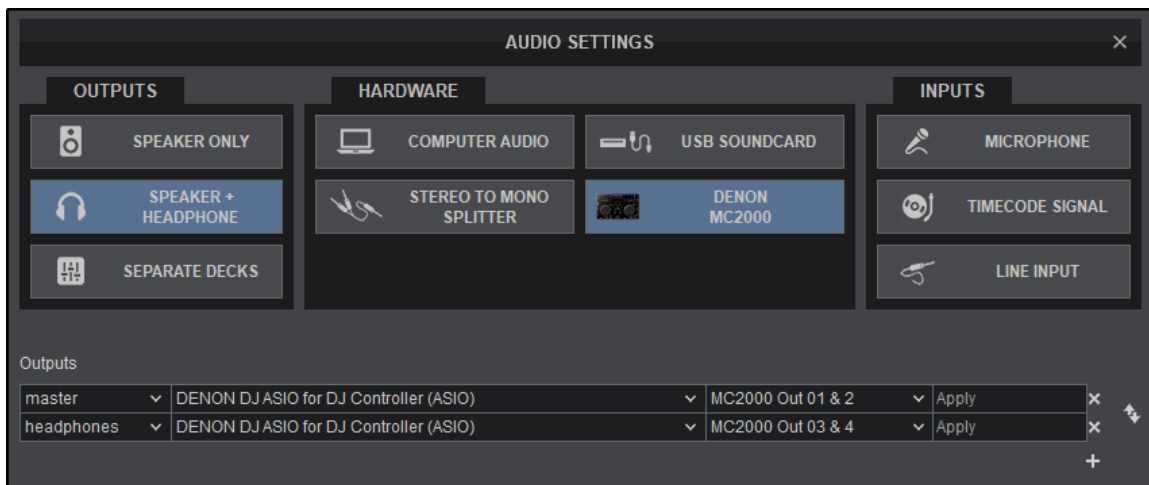 AUDIO SETTINGS
OUTPUTS
SPEAKER ONLY
SPEAKER +
HEADPHONE
SEPARATE DECKS
HARDWARE
COMPUTER AUDIO
USB SOUNDCARD
STEREO TO MONO
SPLITTER
DENON
MC2000
INPUTS
MICROPHONE
TIMECODE SIGNAL
LINE INPUT
Outputs
master DENON DJ ASIO for DJ Controller (ASIO) MC2000 Out 01 & 2 Apply
headphones DENON DJ ASIO for DJ Controller (ASIO) MC2000 Out 03 & 4 Apply